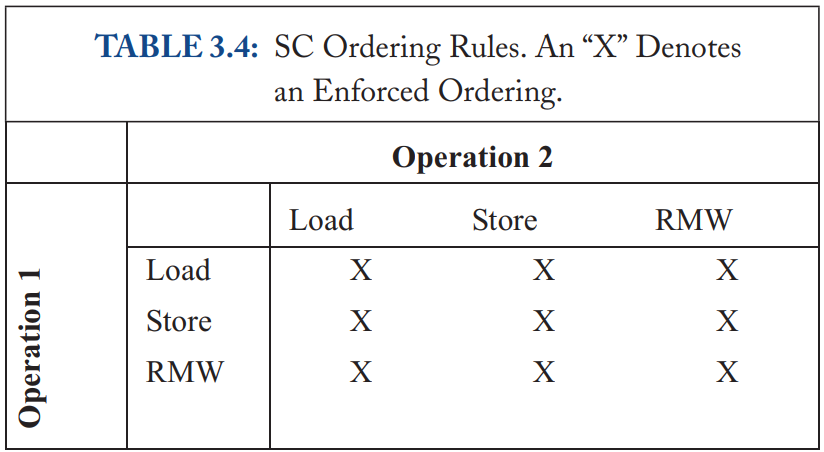 TABLE 3.4: SC Ordering Rules. An “X” Denotes
an Enforced Ordering.
Operation 2
Load Store RMW
Operation 1
Load X X X
Store X X X
RMW X X X